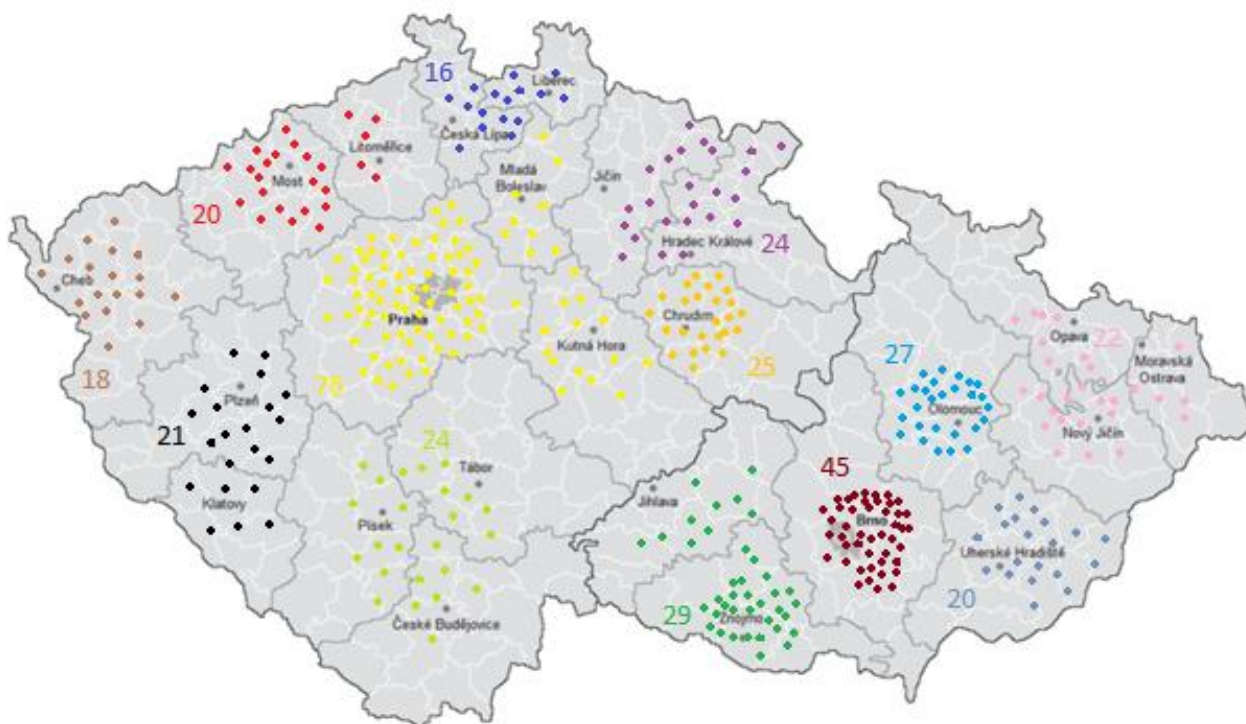 16
Liberec
Česká Lípa
Litoměřice
Mladá
Boleslav
Jičín
Most
20
Hradec Králové
24
Cheb
Praha
Chrudim
Kutná Hora
Opava
22
Moravská
Ostrava
27
25
18
Plzeň
Olomouc
Nový Jičín
21
24
Tábor
45
Klatovy
Jihlava
Písek
Brno
Uherské Hradiště
20
29
Znojmo
České Budějovice